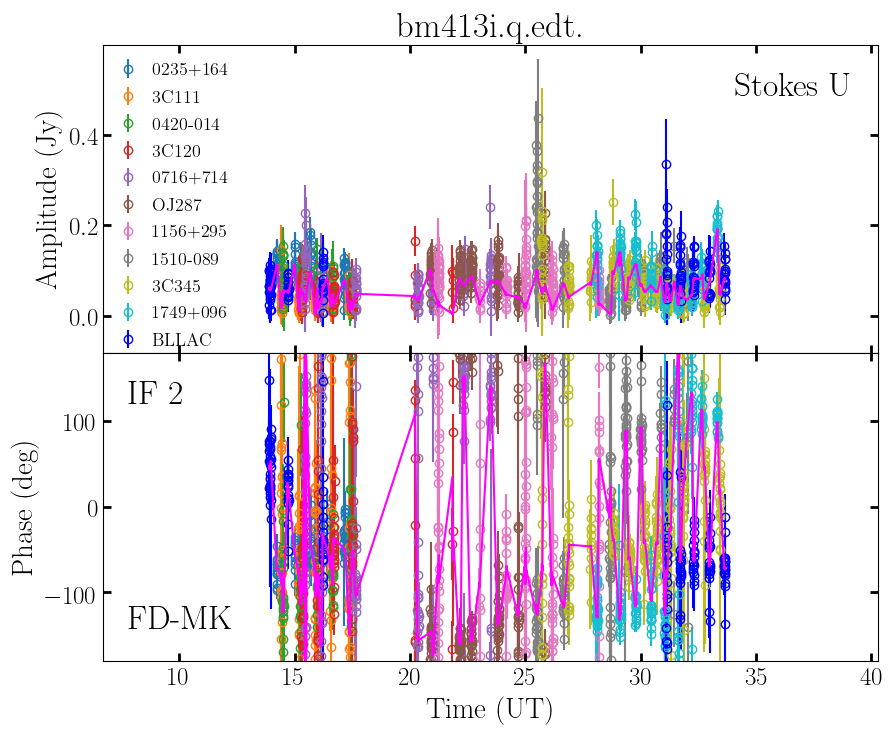 bm413i.q.edt.
Stokes U
0235+164
3C111
0420-014
3C120
0716+714
OJ287
1156+295
1510-089
3C345
1749+096
BLLAC
Amplitude (Jy)
0.4
0.2
0.0
IF 2
FD-MK
Phase (deg)
100
0
−100
10 15 20 25 30 35 40
Time (UT)